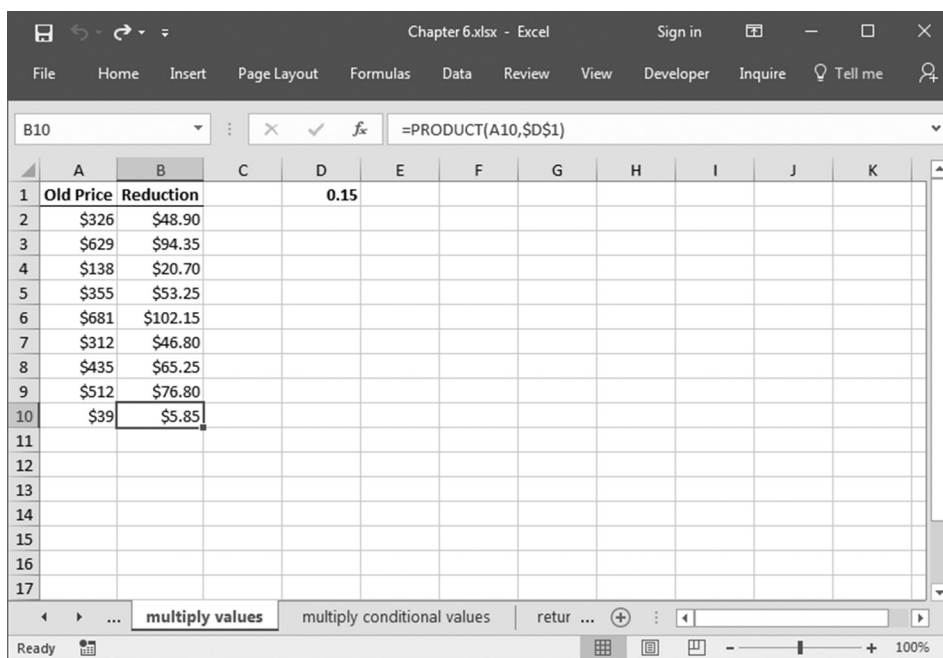 Chapter 6.xlsx - Excel Sign in
File Home Insert Page Layout Formulas Data Review View Developer Inquire Tell me
B10 fx =PRODUCT(A10,$D$1)
A B C D E F G H I J K
1 Old Price Reduction 0.15
2 $326 $48.90
3 $629 $94.35
4 $138 $20.70
5 $355 $53.25
6 $681 $102.15
7 $312 $46.80
8 $435 $65.25
9 $512 $76.80
10 $39 $5.85
11
12
13
14
15
16
17
... multiply values multiply conditional values retur ...
Ready 100%